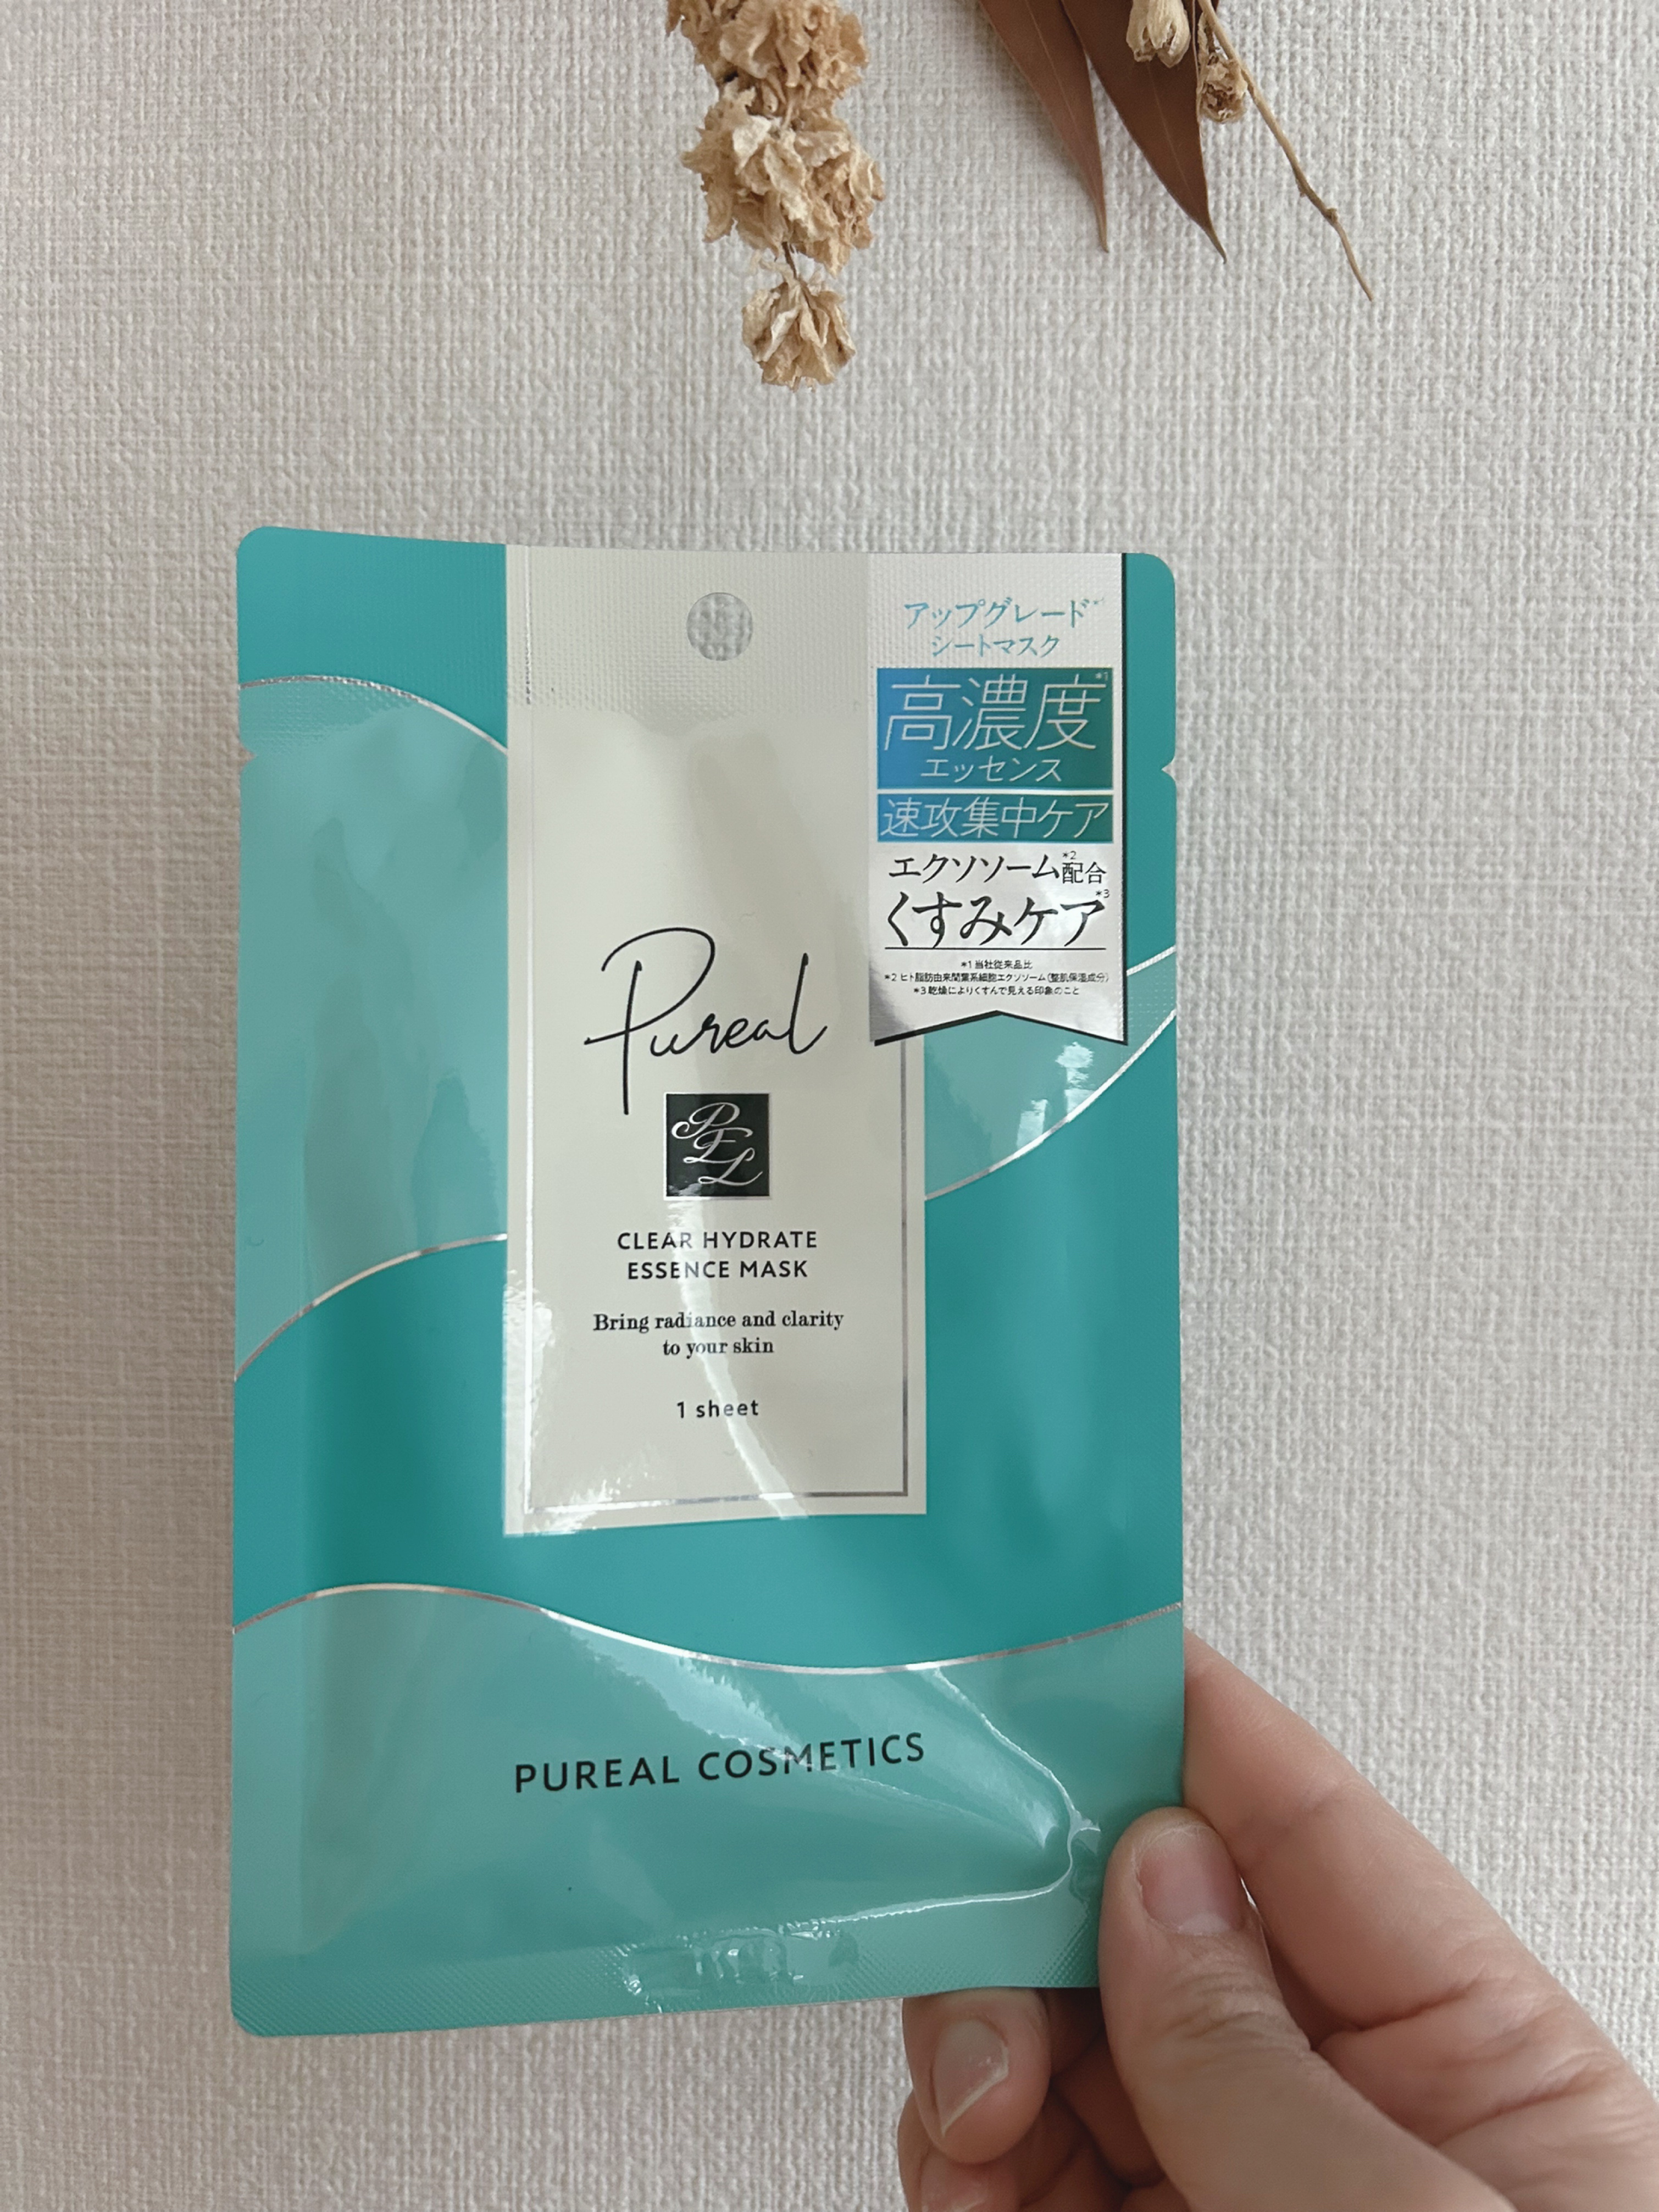 アップグレード*1
シートマスク
高濃度*1
エッセンス
速攻集中ケア
エクソソーム*2配合
くすみケア*3
*1 当社従来品比
*2 ヒト脂肪由来間葉系細胞エクソソーム(整肌保湿成分)
*3 乾燥によりくすんで見える印象のこと
Pureal
PEL
CLEAR HYDRATE
ESSENCE MASK
Bring radiance and clarity
to your skin
1 sheet
PUREAL COSMETICS